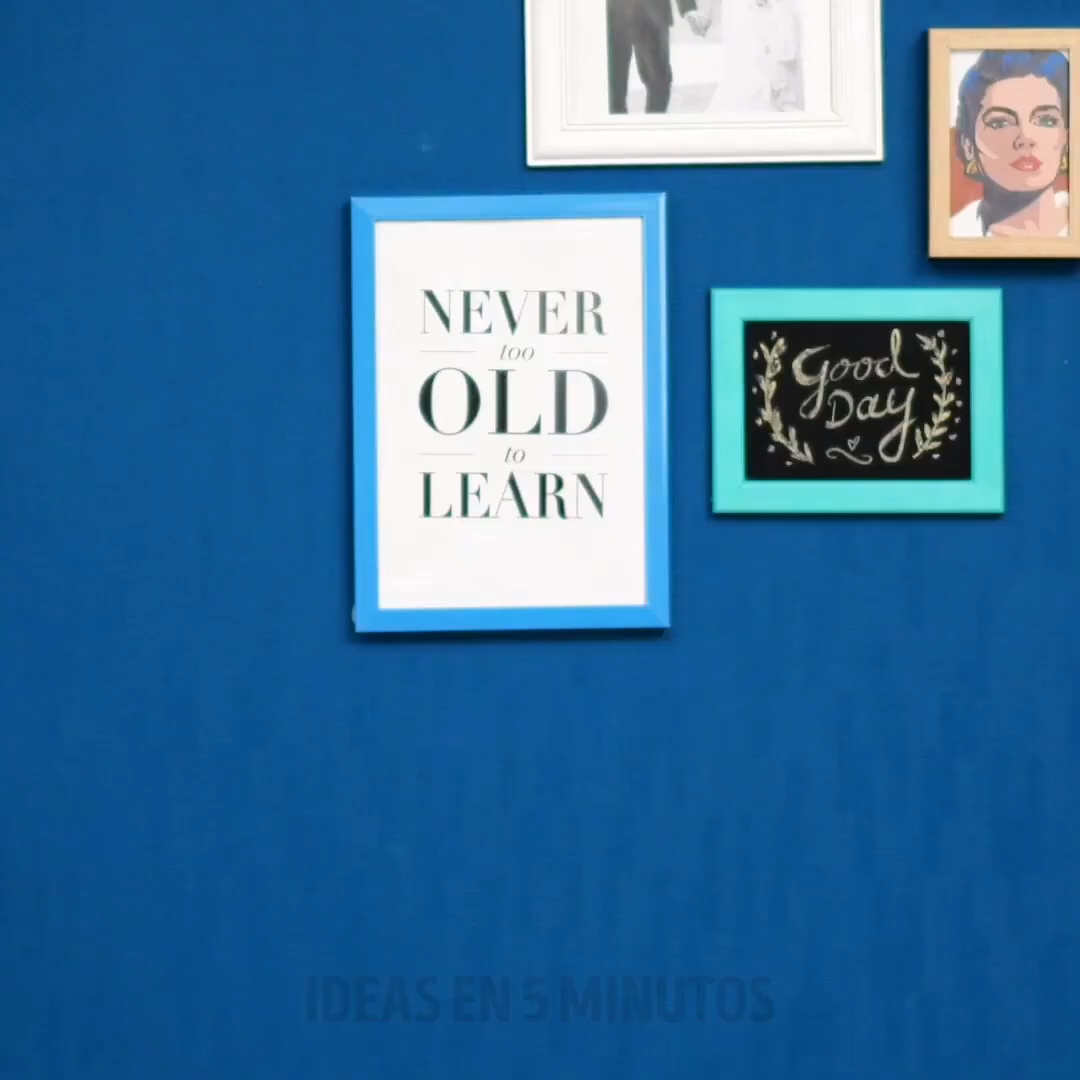 NEVER
too
OLD
to
LEARN
Good
Day
IDEAS EN 5 MINUTOS